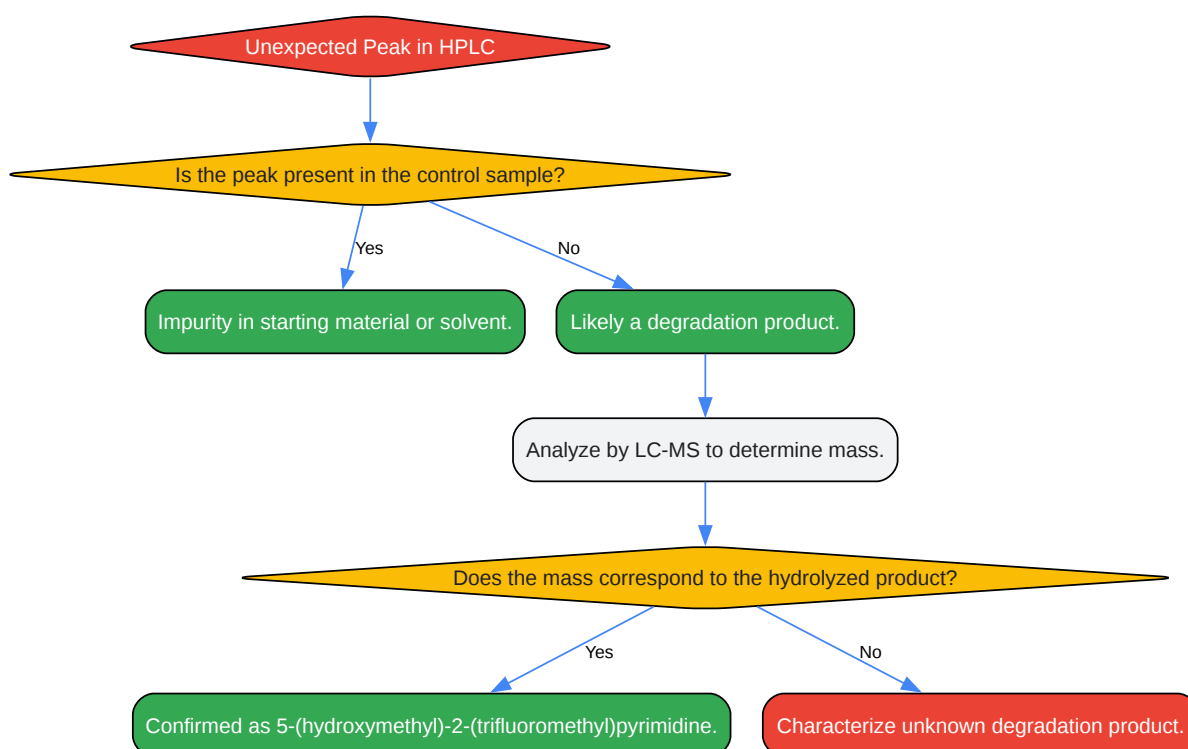 Unexpected Peak in HPLC
Is the peak present in the control sample?
Yes
No
Impurity in starting material or solvent.
Likely a degradation product.
Analyze by LC-MS to determine mass.
Does the mass correspond to the hydrolyzed product?
Yes
No
Confirmed as 5-(hydroxymethyl)-2-(trifluoromethyl)pyrimidine.
Characterize unknown degradation product.